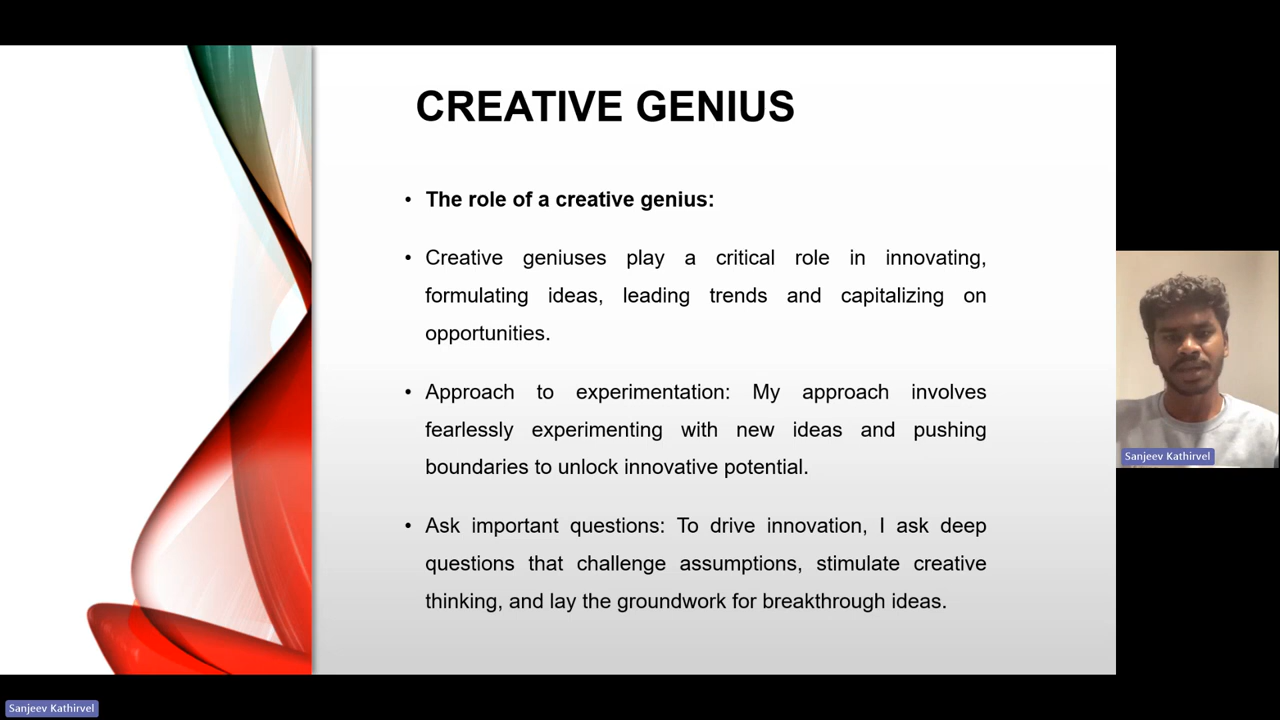 CREATIVE GENIUS
• The role of a creative genius:
• Creative geniuses play a critical role in innovating,
formulating ideas, leading trends and capitalizing on
opportunities.
• Approach to experimentation: My approach involves
fearlessly experimenting with new ideas and pushing
boundaries to unlock innovative potential.
• Ask important questions: To drive innovation, I ask deep
questions that challenge assumptions, stimulate creative
thinking, and lay the groundwork for breakthrough ideas.
Sanjeev Kathirvel
Sanjeev Kathirvel